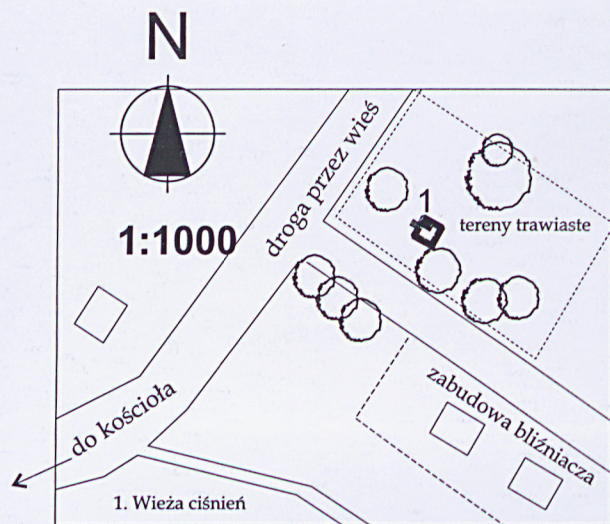 N
1:1000
droga przez wieś
1
tereny trawiaste
do kościoła
zabudowa bliźniacza
1. Wieża ciśnień